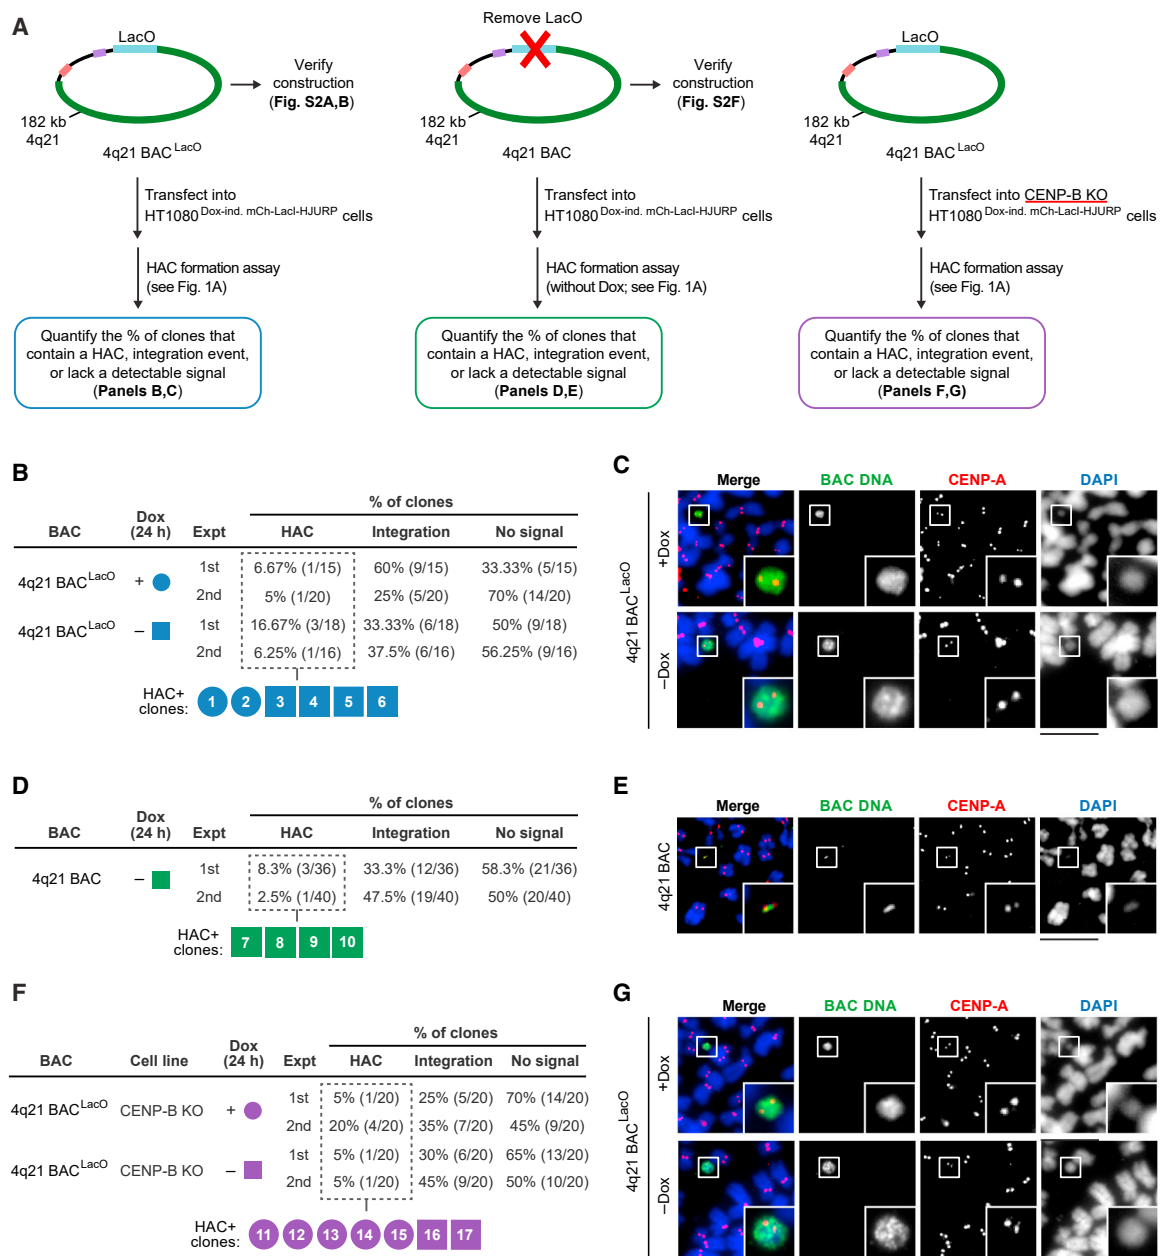 A
LacO
182 kb
4q21
4q21 BAC LacO
Verify
construction
(Fig. S2A,B)
Transfect into
HT1080 Dox-ind. mCh-LacI-HJURP cells
HAC formation assay
(see Fig. 1A)
Quantify the % of clones that
contain a HAC, integration event,
or lack a detectable signal
(Panels B,C)
Remove LacO
182 kb
4q21
4q21 BAC
Verify
construction
(Fig. S2F)
Transfect into
HT1080 Dox-ind. mCh-LacI-HJURP cells
HAC formation assay
(without Dox; see Fig. 1A)
Quantify the % of clones that
contain a HAC, integration event,
or lack a detectable signal
(Panels D,E)
LacO
182 kb
4q21
4q21 BAC LacO
Transfect into CENP-B KO
HT1080 Dox-ind. mCh-LacI-HJURP cells
HAC formation assay
(see Fig. 1A)
Quantify the % of clones that
contain a HAC, integration event,
or lack a detectable signal
(Panels F,G)
B
% of clones
BAC Dox (24 h) Expt HAC Integration No signal
4q21 BAC LacO + 1st 6.67% (1/15) 60% (9/15) 33.33% (5/15)
2nd 5% (1/20) 25% (5/20) 70% (14/20)
4q21 BAC LacO – 1st 16.67% (3/18) 33.33% (6/18) 50% (9/18)
2nd 6.25% (1/16) 37.5% (6/16) 56.25% (9/16)
HAC+
clones: 1 2 3 4 5 6
C
Merge BAC DNA CENP-A DAPI
4q21 BAC LacO
+Dox
–Dox
D
% of clones
BAC Dox (24 h) Expt HAC Integration No signal
4q21 BAC – 1st 8.3% (3/36) 33.3% (12/36) 58.3% (21/36)
2nd 2.5% (1/40) 47.5% (19/40) 50% (20/40)
HAC+
clones: 7 8 9 10
E
Merge BAC DNA CENP-A DAPI
4q21 BAC
F
% of clones
BAC Cell line Dox (24 h) Expt HAC Integration No signal
4q21 BAC LacO CENP-B KO + 1st 5% (1/20) 25% (5/20) 70% (14/20)
2nd 20% (4/20) 35% (7/20) 45% (9/20)
4q21 BAC LacO CENP-B KO – 1st 5% (1/20) 30% (6/20) 65% (13/20)
2nd 5% (1/20) 45% (9/20) 50% (10/20)
HAC+
clones: 11 12 13 14 15 16 17
G
Merge BAC DNA CENP-A DAPI
4q21 BAC LacO
+Dox
–Dox